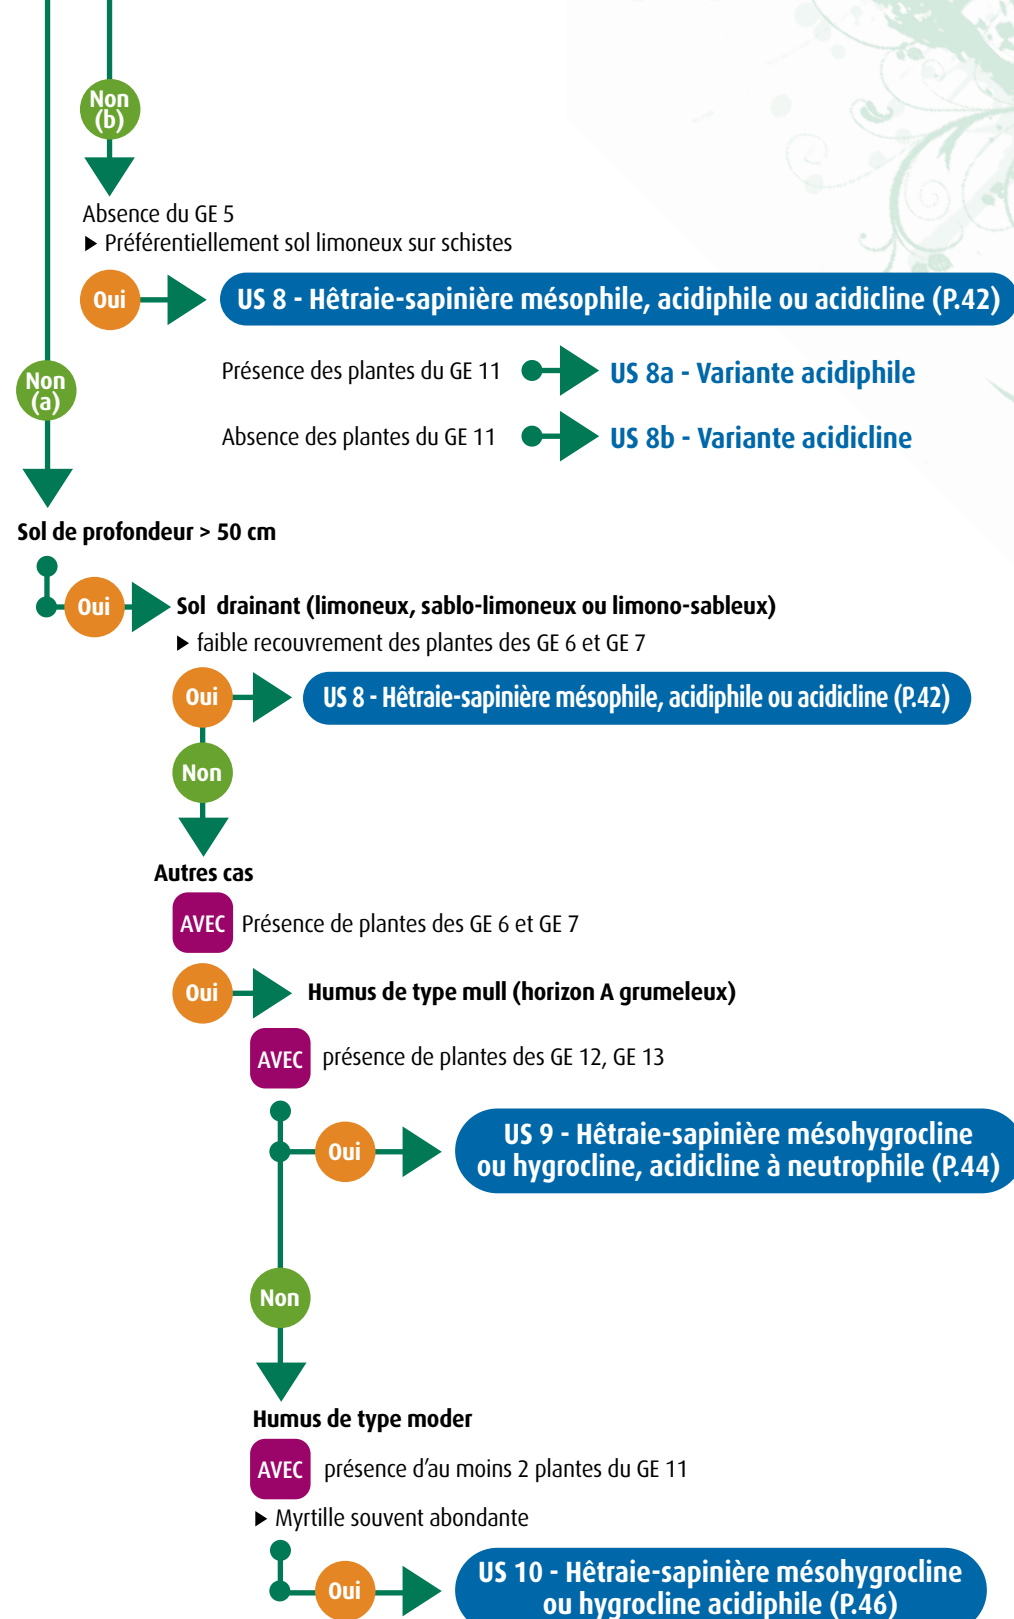 Non
(b)
Absence du GE 5
▶ Préférentiellement sol limoneux sur schistes
Oui
US 8 - Hêtraie-sapinière mésophile, acidiphile ou acidicline (P.42)
Non
(a)
Présence des plantes du GE 11
US 8a - Variante acidiphile
Absence des plantes du GE 11
US 8b - Variante acidicline
Sol de profondeur > 50 cm
Oui
Sol drainant (limoneux, sablo-limoneux ou limono-sableux)
▶ faible recouvrement des plantes des GE 6 et GE 7
Oui
US 8 - Hêtraie-sapinière mésophile, acidiphile ou acidicline (P.42)
Non
Autres cas
AVEC
Présence de plantes des GE 6 et GE 7
Oui
Humus de type mull (horizon A grumeleux)
AVEC
présence de plantes des GE 12, GE 13
Oui
US 9 - Hêtraie-sapinière mésohygrocline
ou hygrocline, acidicline à neutrophile (P.44)
Non
Humus de type moder
AVEC
présence d'au moins 2 plantes du GE 11
▶ Myrtille souvent abondante
Oui
US 10 - Hêtraie-sapinière mésohygrocline
ou hygrocline acidiphile (P.46)